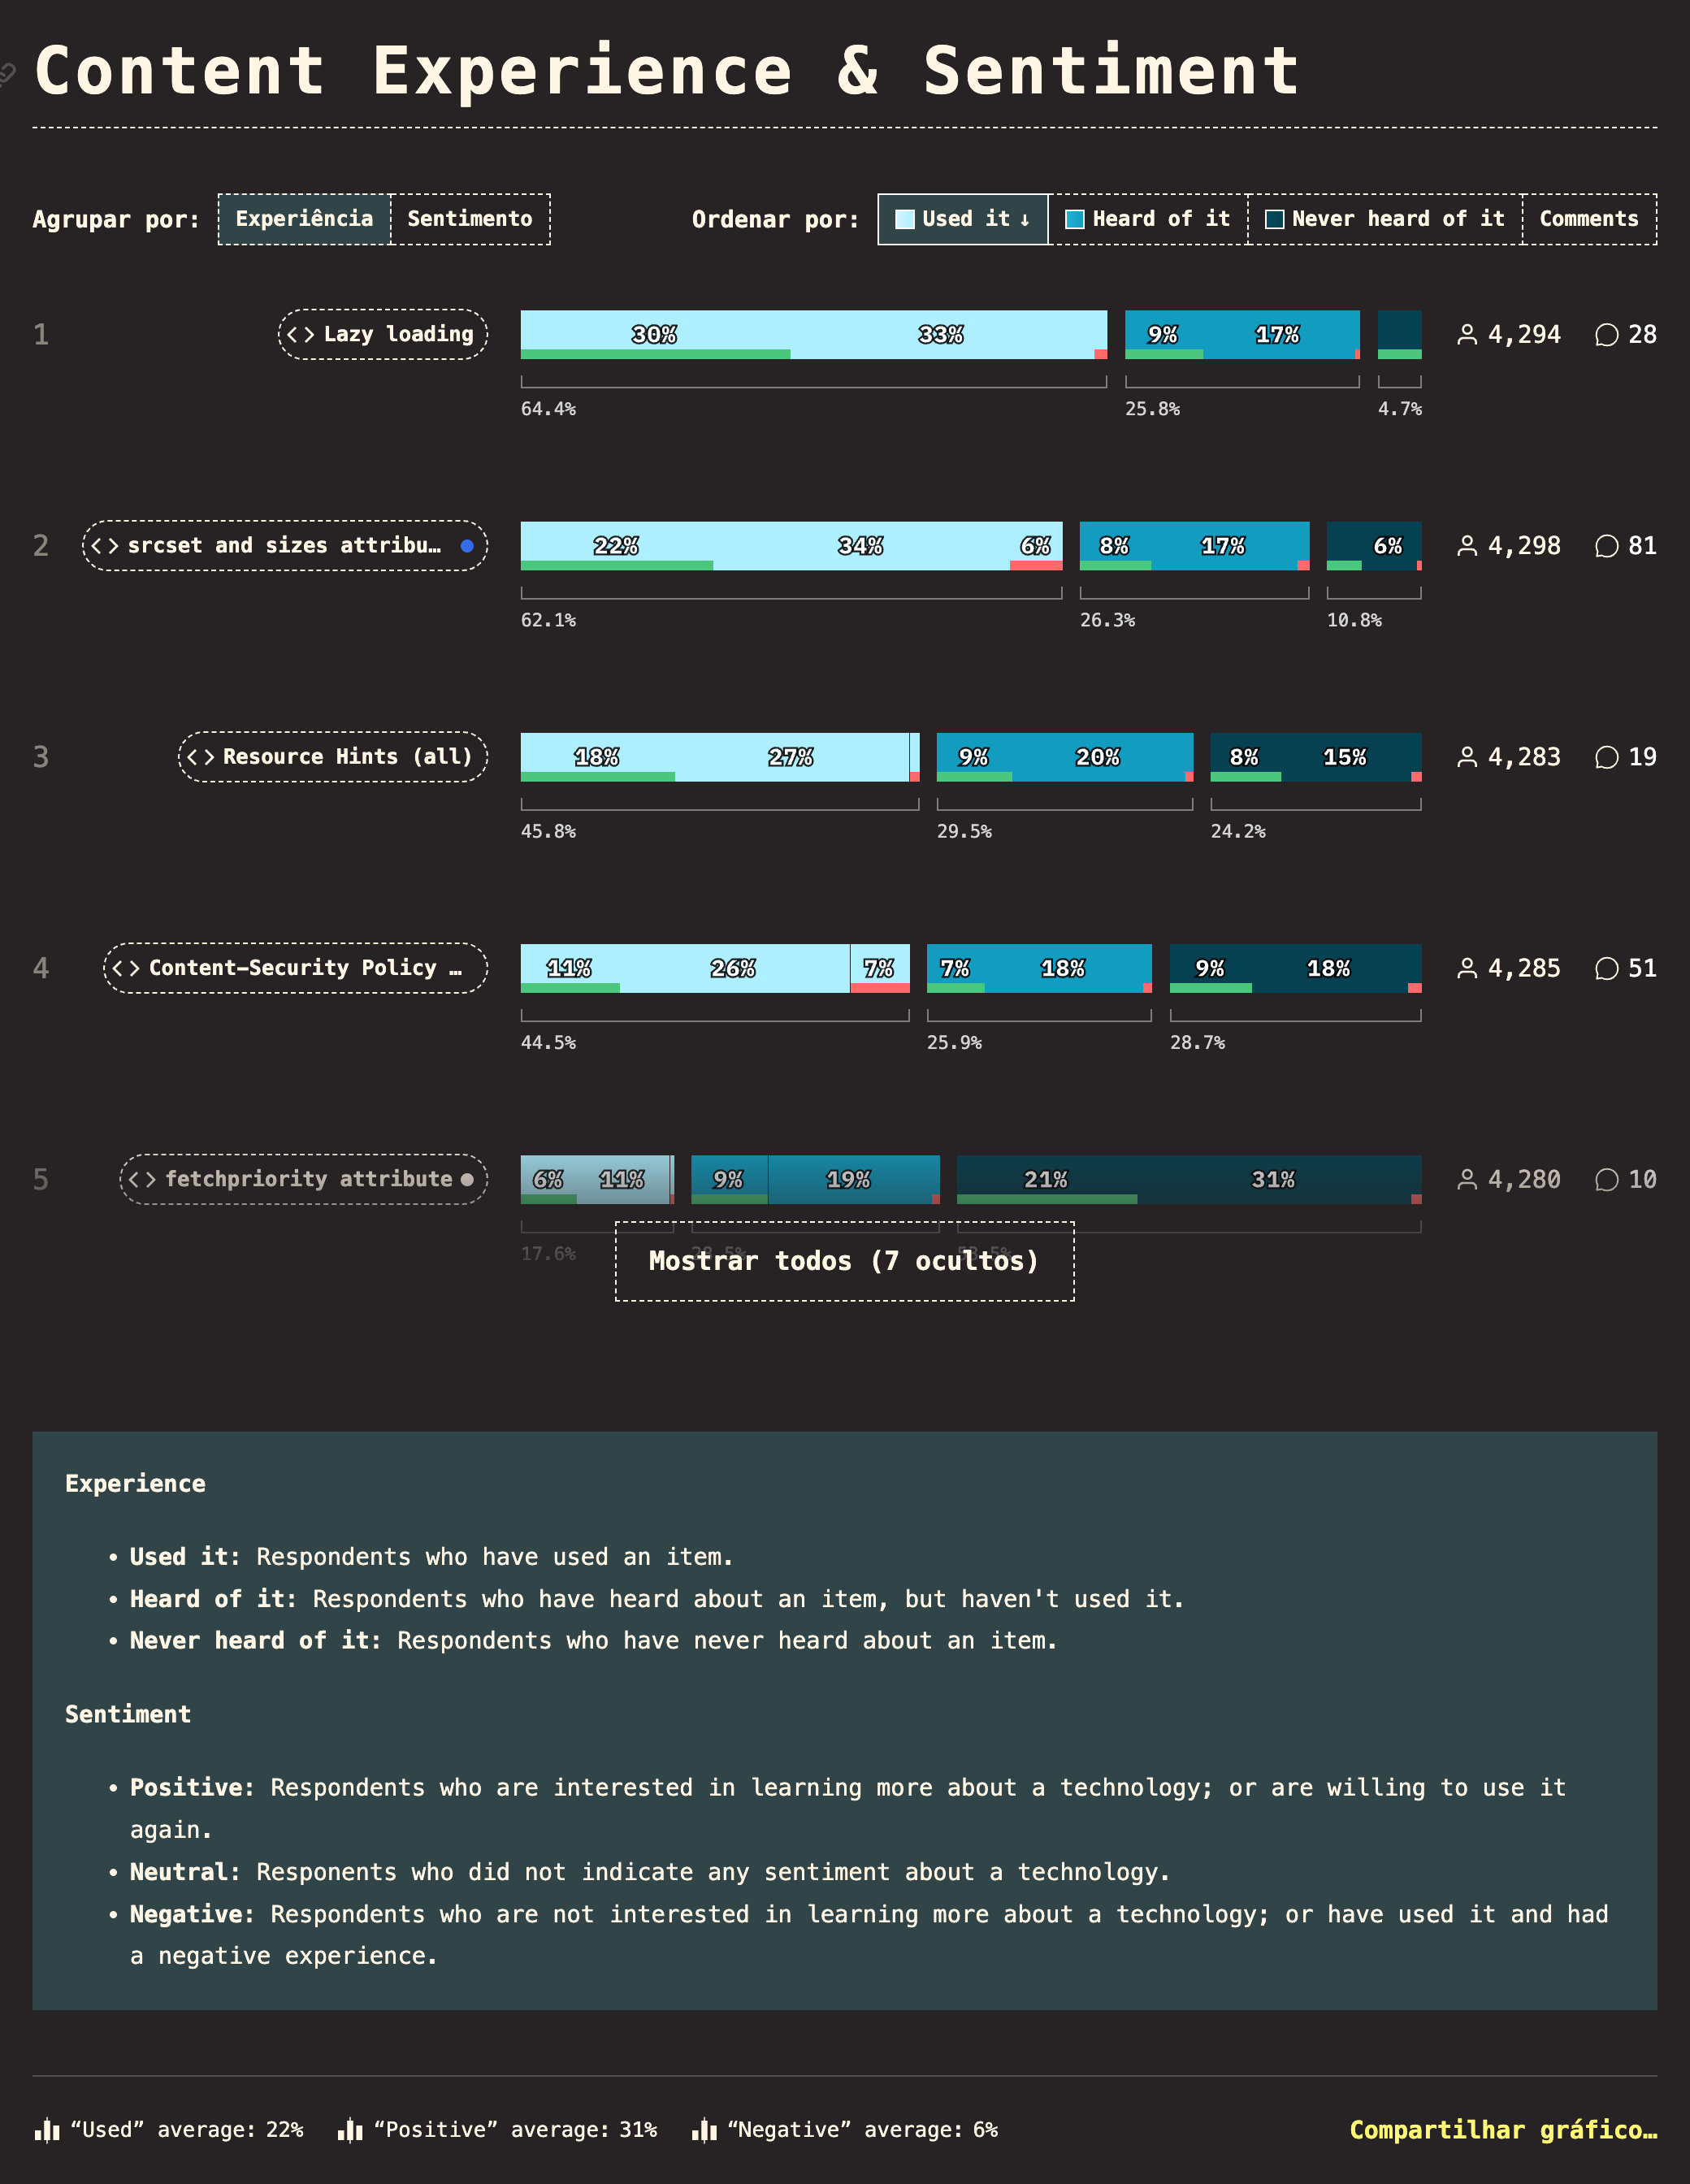 Content Experience & Sentiment
Agrupar por: Experiência Sentimento Ordenar por: Used it ↓ Heard of it Never heard of it Comments
1 <> Lazy loading 30% 33% 9% 17% 4,294 28
64.4% 25.8% 4.7%
2 <> srcset and sizes attribu… 22% 34% 6% 8% 17% 6% 4,298 81
62.1% 26.3% 10.8%
3 <> Resource Hints (all) 18% 27% 9% 20% 8% 15% 4,283 19
45.8% 29.5% 24.2%
4 <> Content-Security Policy … 11% 26% 7% 7% 18% 9% 18% 4,285 51
44.5% 25.9% 28.7%
5 <> fetchpriority attribute 6% 11% 9% 19% 21% 31% 4,280 10
17.6%
Mostrar todos (7 ocultos)
Experience
• Used it: Respondents who have used an item.
• Heard of it: Respondents who have heard about an item, but haven't used it.
• Never heard of it: Respondents who have never heard about an item.
Sentiment
• Positive: Respondents who are interested in learning more about a technology; or are willing to use it
again.
• Neutral: Responents who did not indicate any sentiment about a technology.
• Negative: Respondents who are not interested in learning more about a technology; or have used it and had
a negative experience.
“Used” average: 22% “Positive” average: 31% “Negative” average: 6% Compartilhar gráfico…